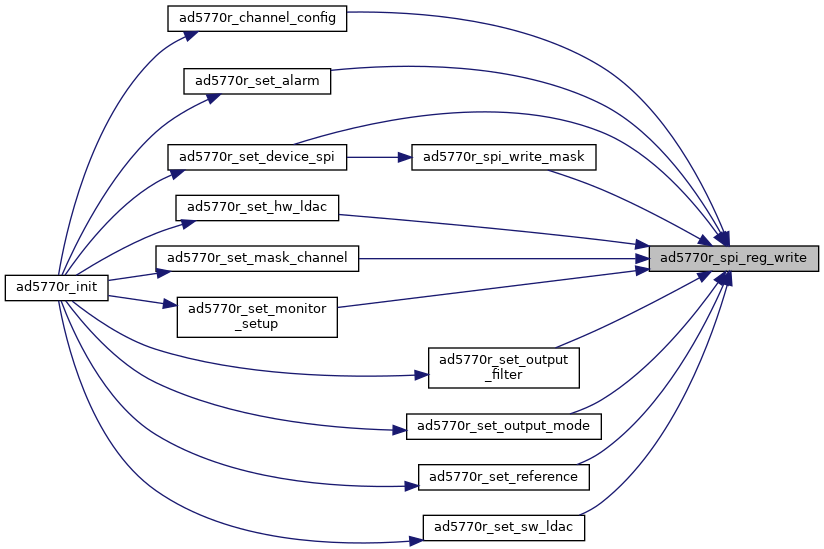 ad5770r_channel_config
ad5770r_set_alarm
ad5770r_set_device_spi
ad5770r_spi_write_mask
ad5770r_set_hw_ldac
ad5770r_set_mask_channel
ad5770r_spi_reg_write
ad5770r_init
ad5770r_set_monitor
_setup
ad5770r_set_output
_filter
ad5770r_set_output_mode
ad5770r_set_reference
ad5770r_set_sw_ldac